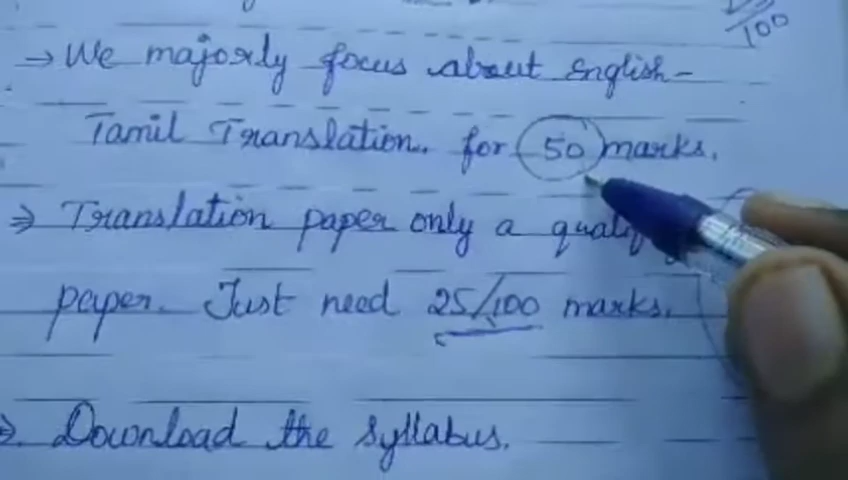 /100
→ We majorly focus about English-
Tamil Translation. for 50 marks.
⇒ Translation paper only a
paper. Just need 25/100 marks.
⇒ Download the syllabus.